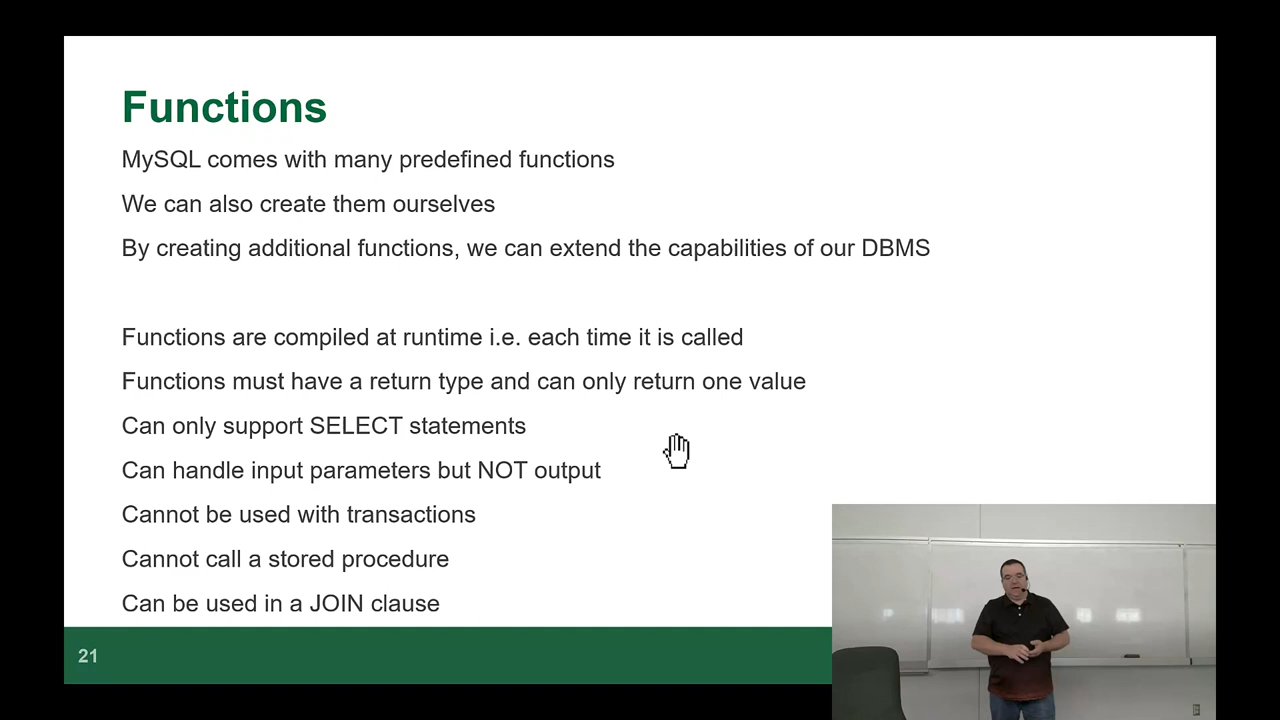 Functions
MySQL comes with many predefined functions
We can also create them ourselves
By creating additional functions, we can extend the capabilities of our DBMS
Functions are compiled at runtime i.e. each time it is called
Functions must have a return type and can only return one value
Can only support SELECT statements
Can handle input parameters but NOT output
Cannot be used with transactions
Cannot call a stored procedure
Can be used in a JOIN clause
21